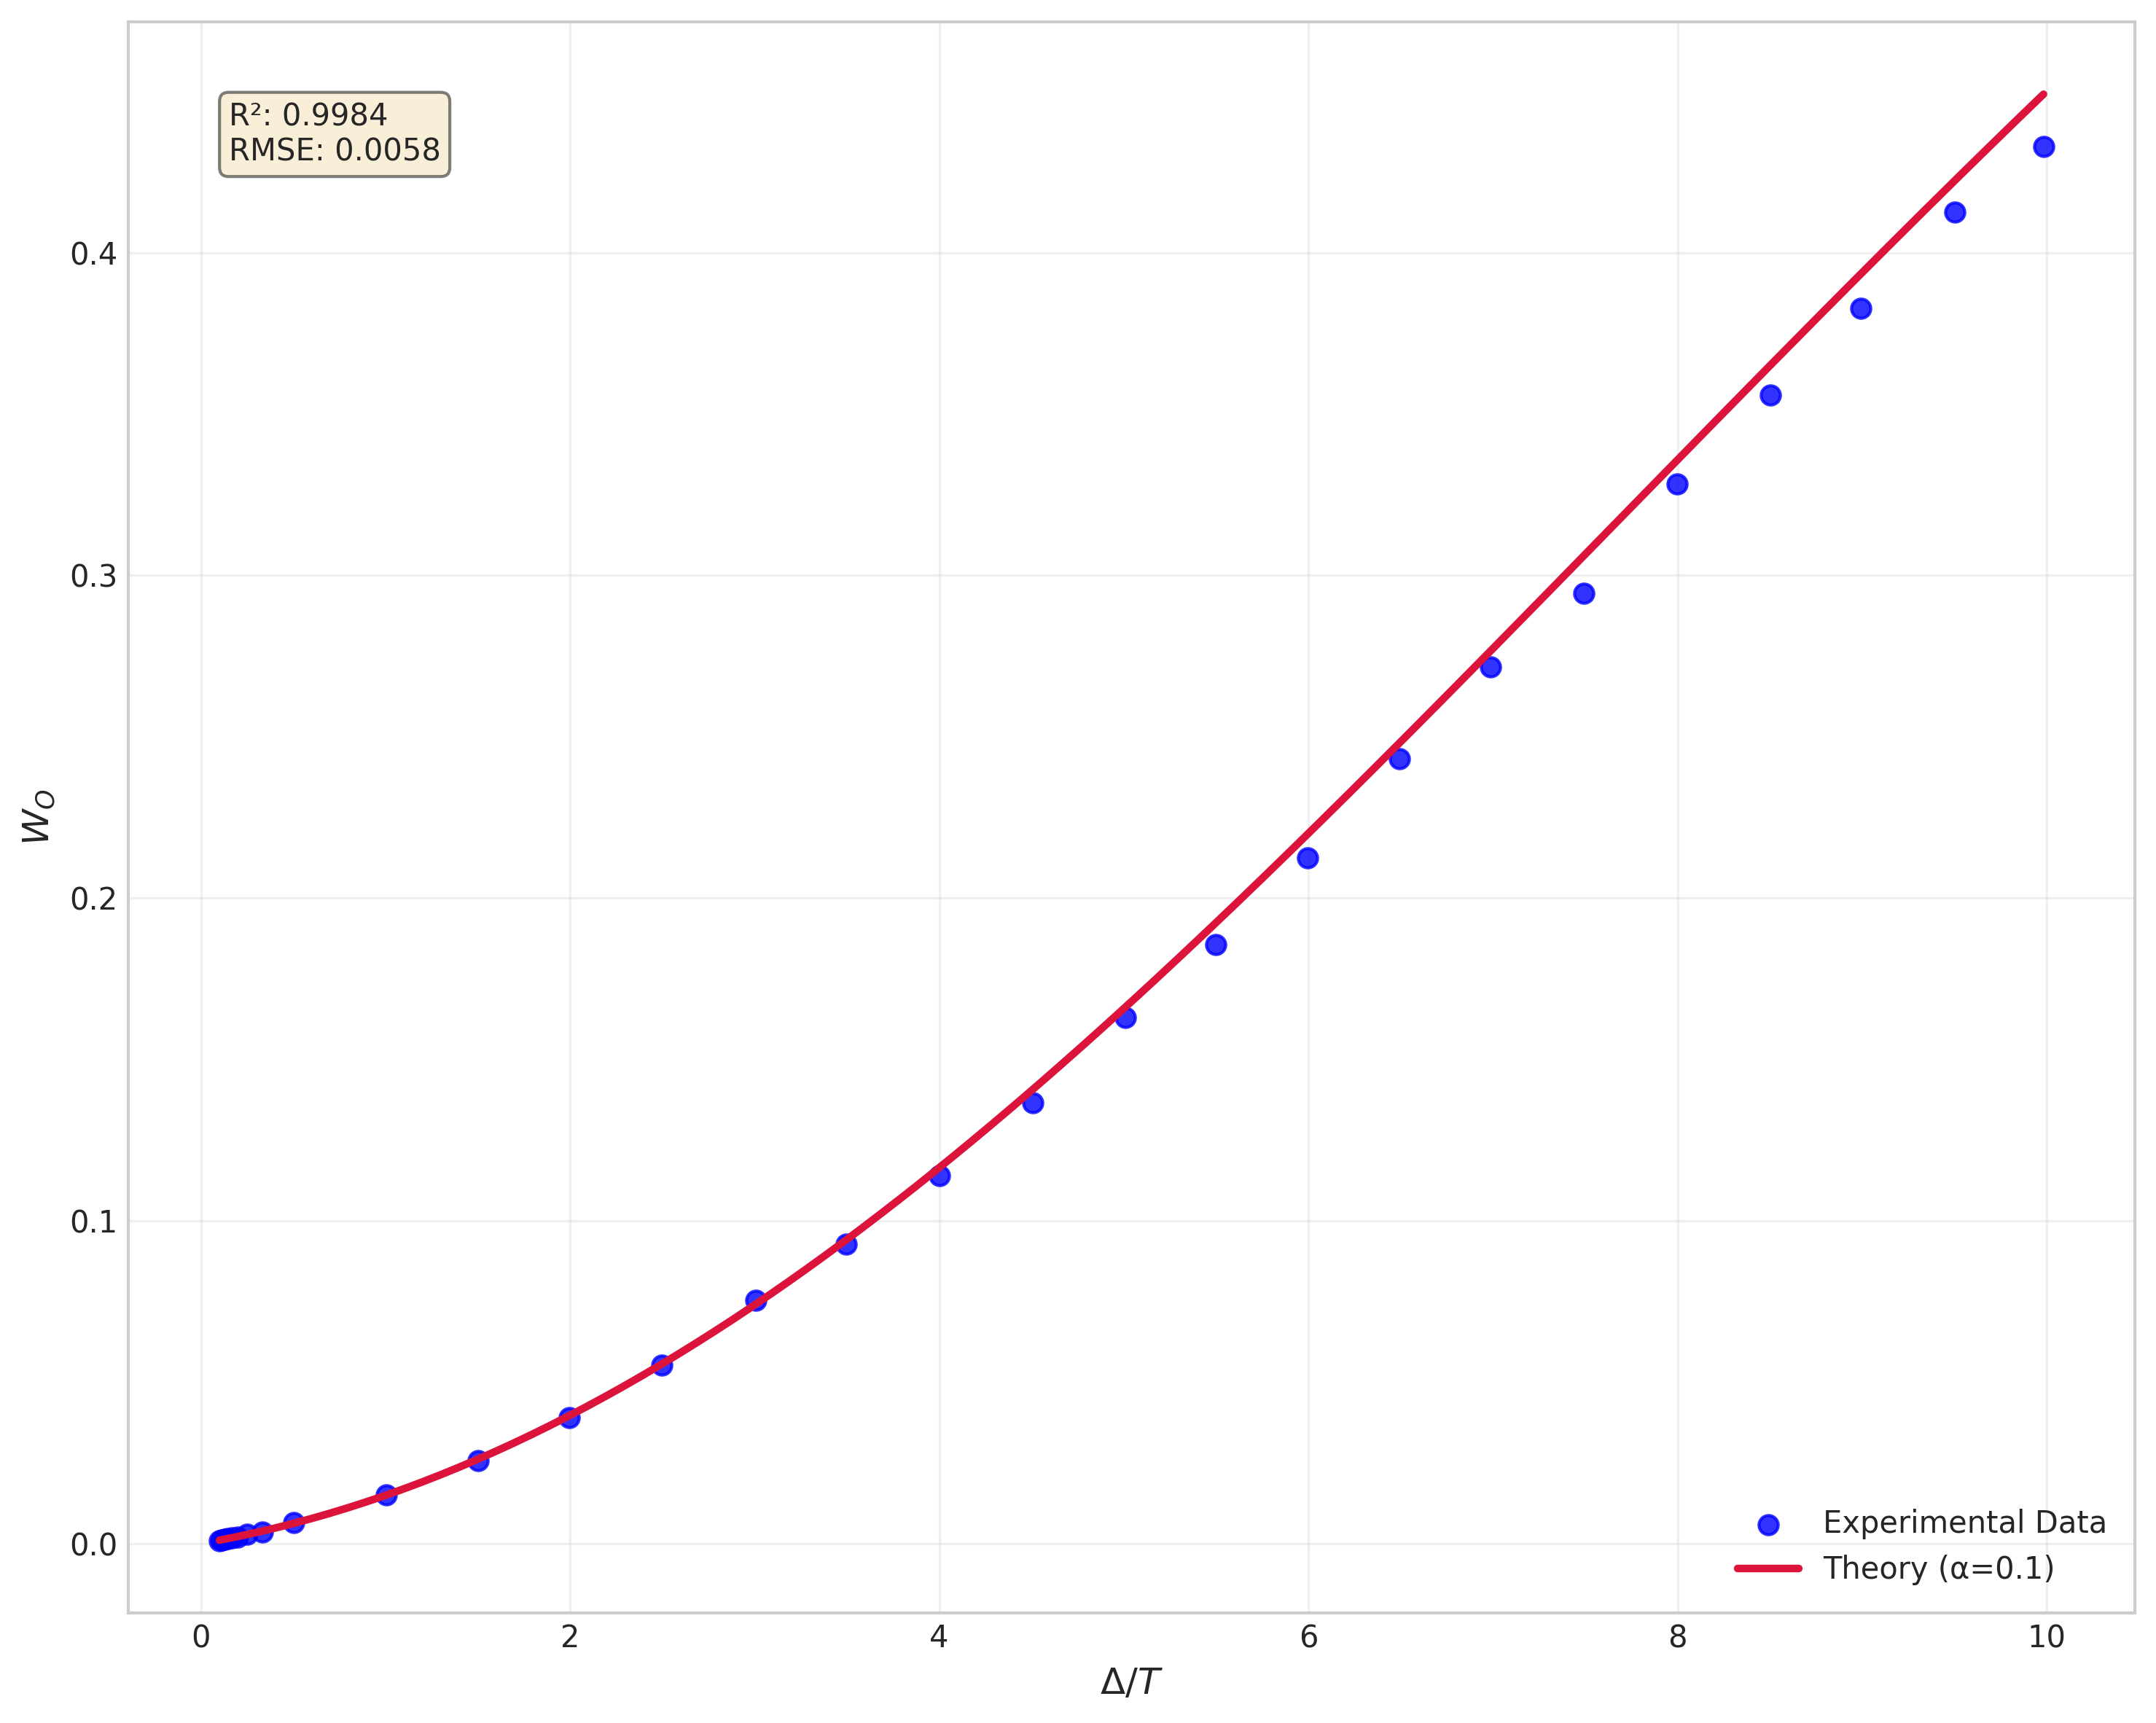 R²: 0.9984
RMSE: 0.0058
0.4
0.3
0.2
0.1
0.0
W_O
0 2 4 6 8 10
Δ/T
Experimental Data
Theory (α=0.1)